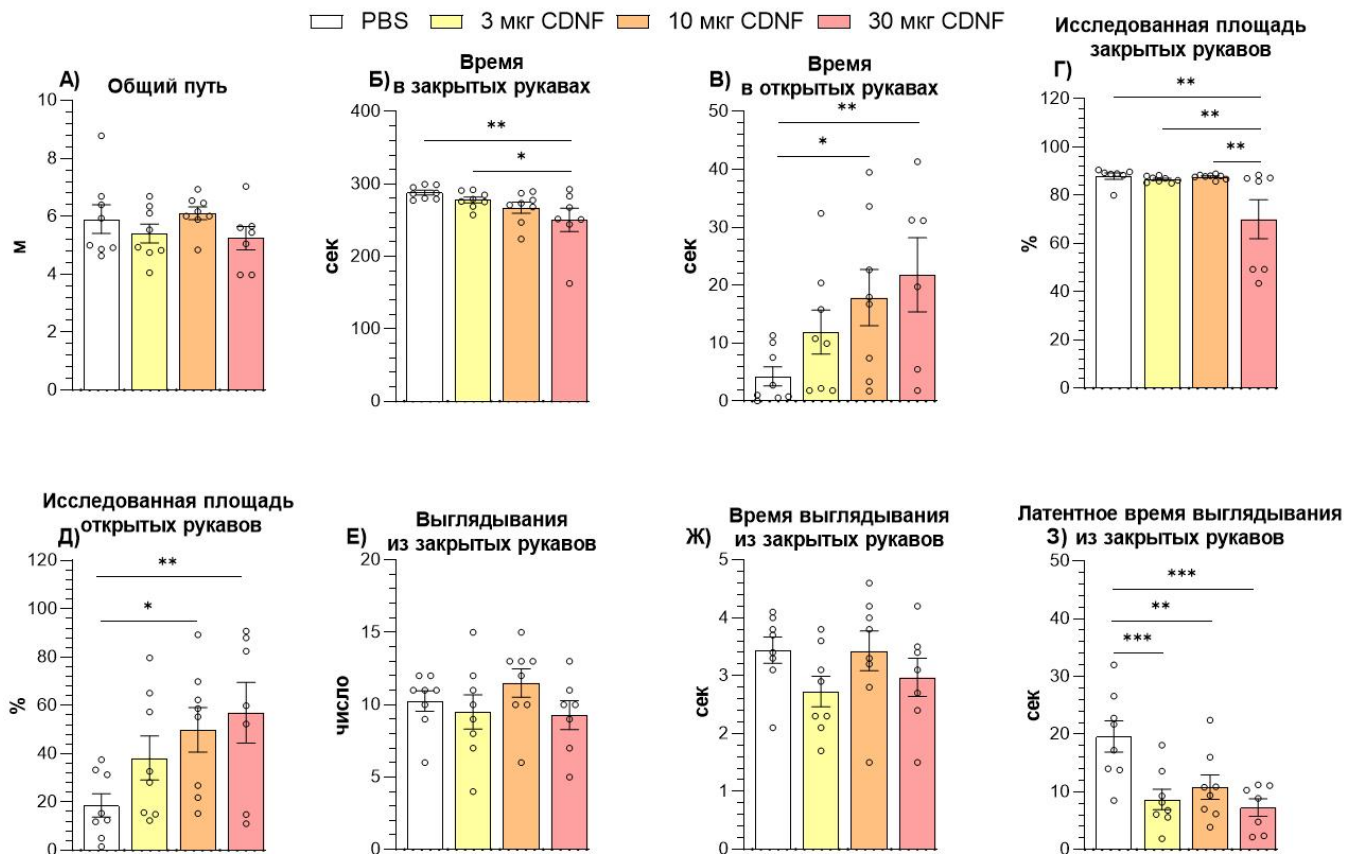 PBS 3 мкг CDNF 10 мкг CDNF 30 мкг CDNF
А) Общий путь
10
8
6
4
2
0
м
Б) Время
в закрытых рукавах
400
300
200
100
0
сек
**
*
В) Время
в открытых рукавах
50
40
30
20
10
0
сек
**
*
Г) Исследованная площадь
закрытых рукавов
120
100
80
60
40
20
0
%
**
**
**
Д) Исследованная площадь
открытых рукавов
120
100
80
60
40
20
0
%
**
*
Е) Выглядывания
из закрытых рукавов
20
15
10
5
0
число
Ж) Время выглядывания
из закрытых рукавов
5
4
3
2
1
0
сек
З) Латентное время выглядывания
из закрытых рукавов
50
40
30
20
10
0
сек
***
**
***